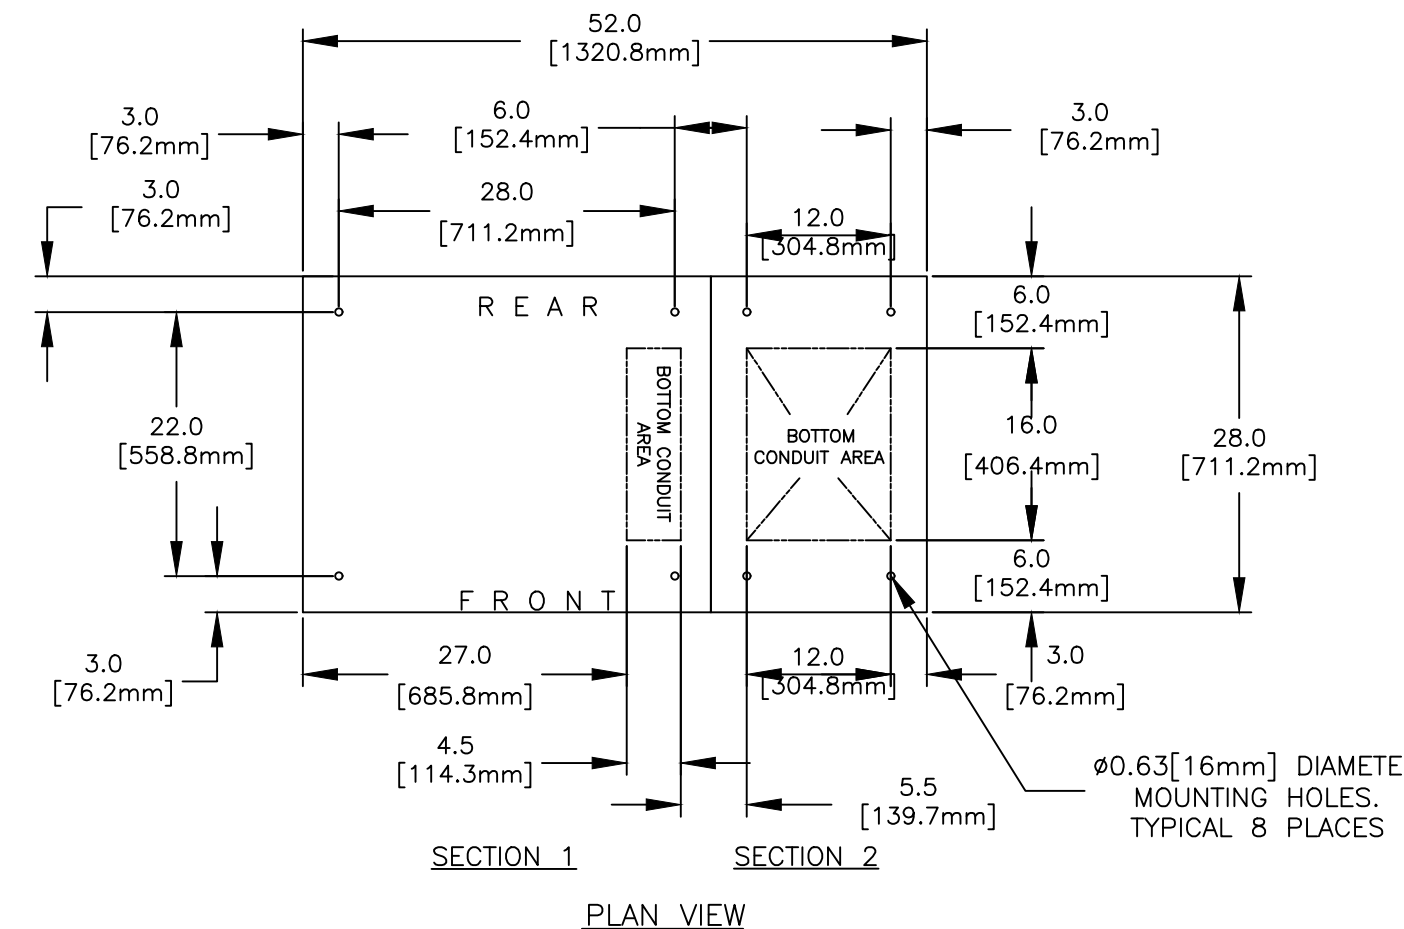 52.0
[1320.8mm]
3.0
[76.2mm]
6.0
[152.4mm]
3.0
[76.2mm]
3.0
[76.2mm]
28.0
[711.2mm]
12.0
[304.8mm]
REAR
6.0
[152.4mm]
BOTTOM CONDUIT
AREA
BOTTOM
CONDUIT AREA
22.0
[558.8mm]
16.0
[406.4mm]
28.0
[711.2mm]
6.0
[152.4mm]
FRONT
3.0
[76.2mm]
27.0
[685.8mm]
12.0
[304.8mm]
3.0
[76.2mm]
4.5
[114.3mm]
5.5
[139.7mm]
ø0.63[16mm] DIAMETE
MOUNTING HOLES.
TYPICAL 8 PLACES
SECTION 1
SECTION 2
PLAN VIEW